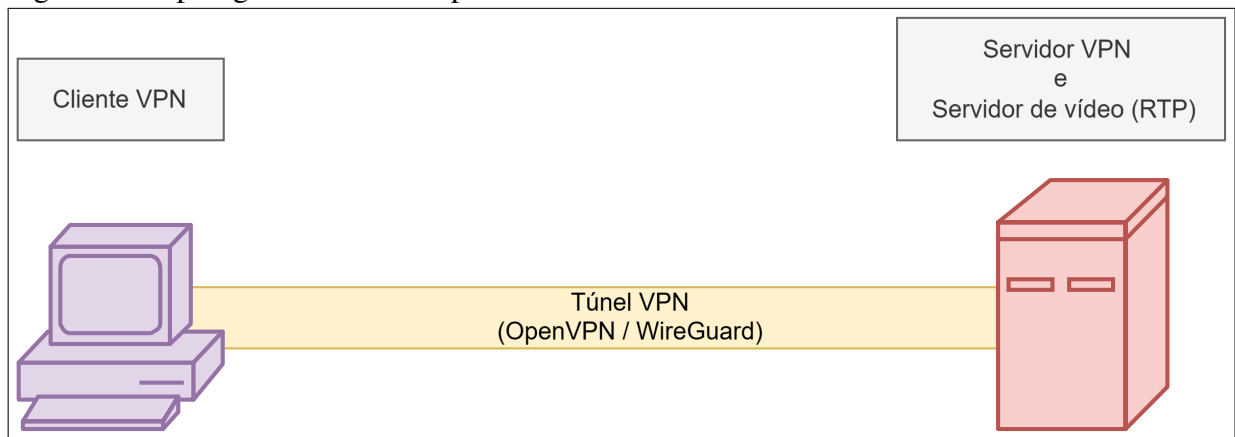 Cliente VPN
Servidor VPN
e
Servidor de vídeo (RTP)
Túnel VPN
(OpenVPN / WireGuard)